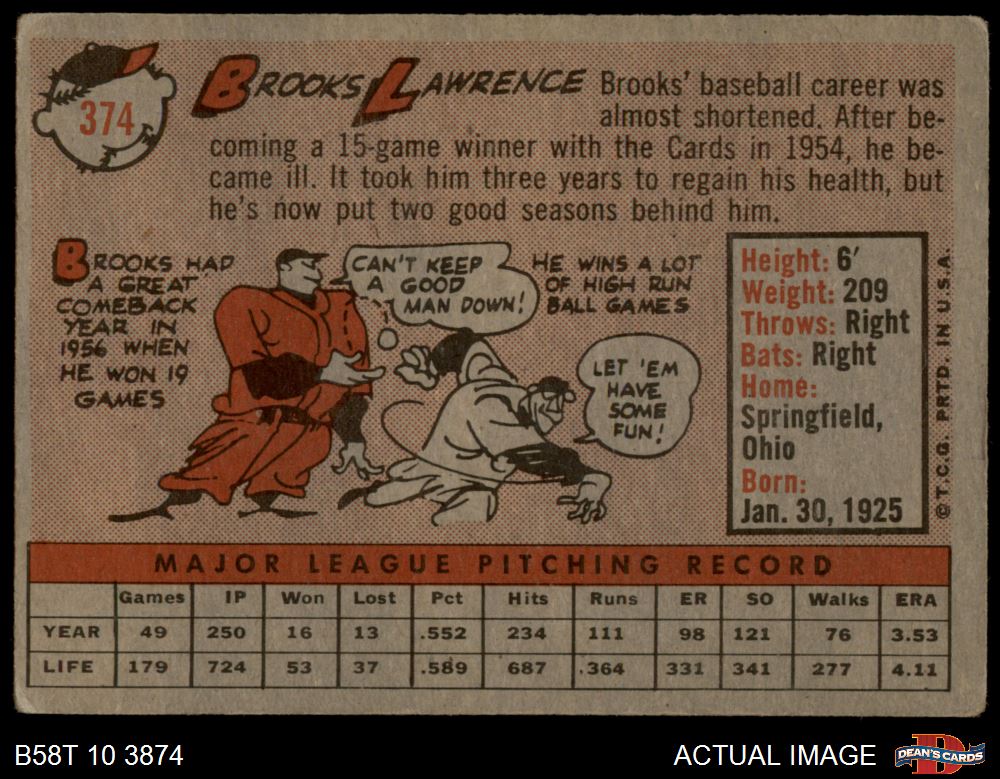 374
BROOKS LAWRENCE
Brooks' baseball career was
almost shortened. After be-
coming a 15-game winner with the Cards in 1954, he be-
came ill. It took him three years to regain his health, but
he's now put two good seasons behind him.
BROOKS HAD
A GREAT
COMEBACK
YEAR IN
1956 WHEN
HE WON 19
GAMES
CAN'T KEEP
A GOOD
MAN DOWN!
HE WINS A LOT
OF HIGH RUN
BALL GAMES
LET 'EM
HAVE
SOME
FUN!
Height: 6'
Weight: 209
Throws: Right
Bats: Right
Home:
Springfield,
Ohio
Born:
Jan. 30, 1925
©T.C.G. PRTD. IN U.S.A.
MAJOR LEAGUE PITCHING RECORD
Games IP Won Lost Pct Hits Runs ER SO Walks ERA
YEAR 49 250 16 13 .552 234 111 98 121 76 3.53
LIFE 179 724 53 37 .589 687 .364 331 341 277 4.11
B58T 10 3874
ACTUAL IMAGE
D
DEAN'S CARDS